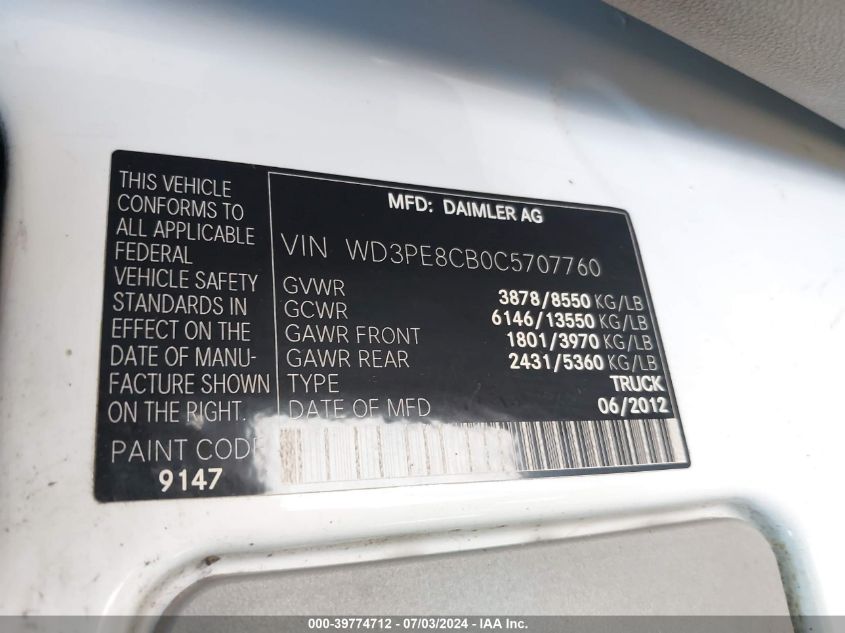 THIS VEHICLE
CONFORMS TO
ALL APPLICABLE
FEDERAL
VEHICLE SAFETY
STANDARDS IN
EFFECT ON THE
DATE OF MANU-
FACTURE SHOWN
ON THE RIGHT.
PAINT CODE
9147
MFD: DAIMLER AG
VIN WD3PE8CB0C5707760
GVWR 3878/8550 KG/LB
GCWR 6146/13550 KG/LB
GAWR FRONT 1801/3970 KG/LB
GAWR REAR 2431/5360 KG/LB
TYPE TRUCK
DATE OF MFD 06/2012
000-39774712 - 07/03/2024 - IAA Inc.